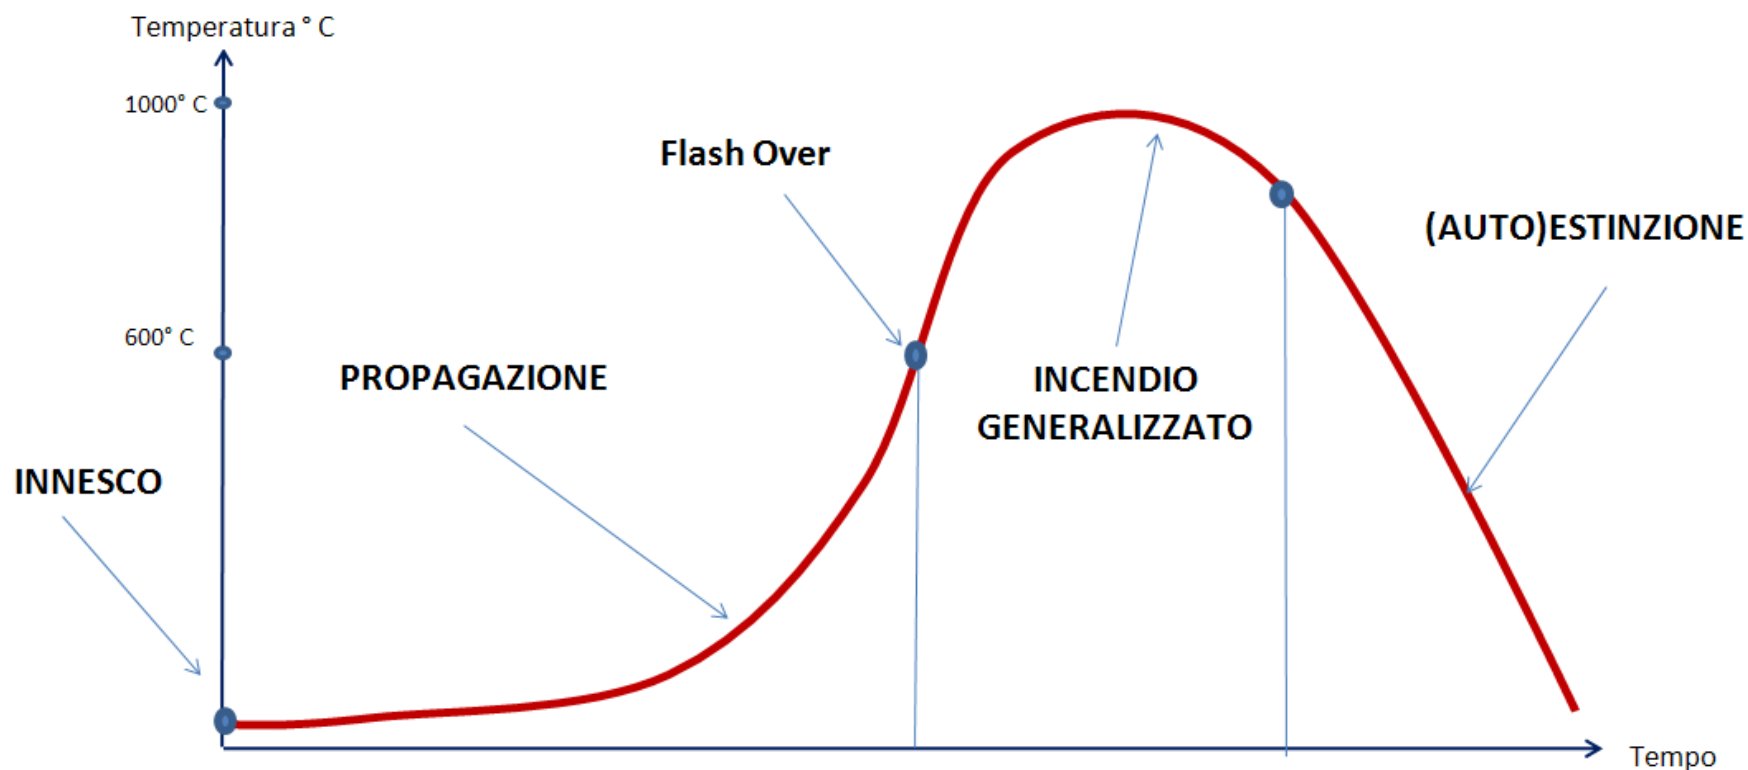 Temperatura ° C
1000° C
Flash Over
(AUTO)ESTINZIONE
600° C
PROPAGAZIONE
INCENDIO
GENERALIZZATO
INNESCO
Tempo